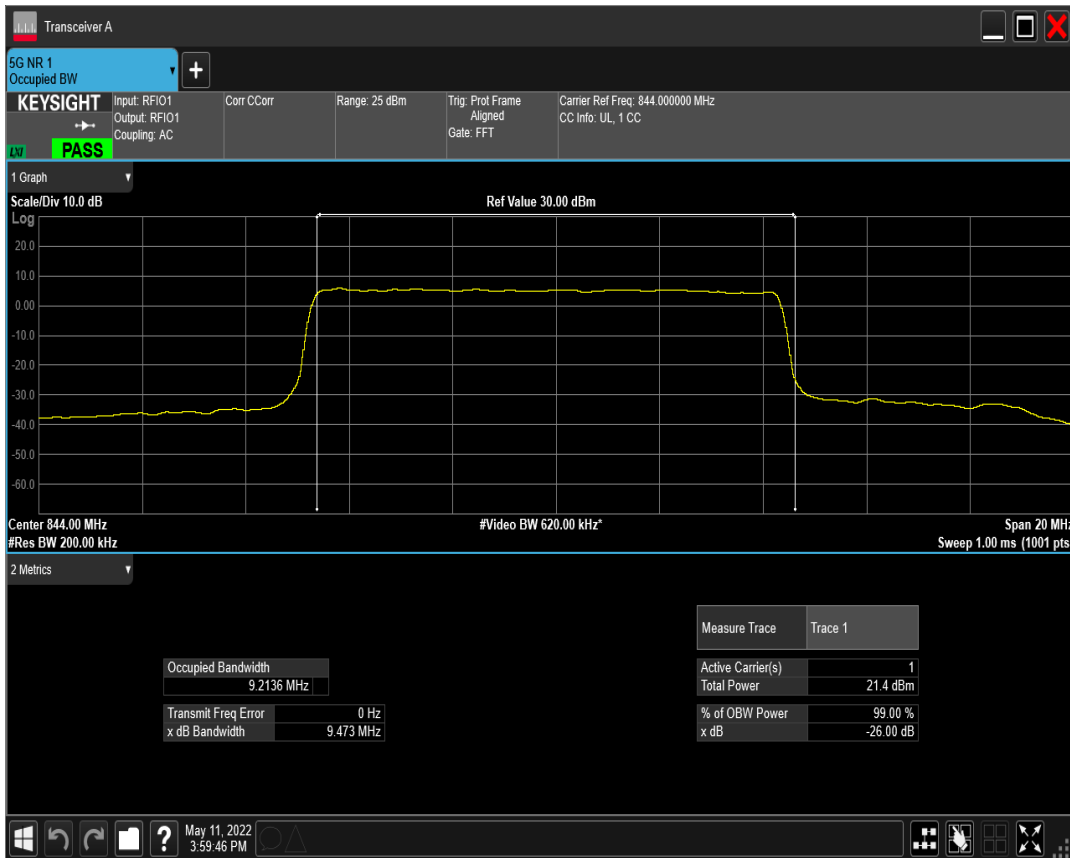 Transceiver A
5G NR 1
Occupied BW
KEYSIGHT
LXI
PASS
Input: RFIO1
Output: RFIO1
Coupling: AC
Corr CCorr
Range: 25 dBm
Trig: Prot Frame
Aligned
Gate: FFT
Carrier Ref Freq: 844.000000 MHz
CC Info: UL, 1 CC
1 Graph
Scale/Div 10.0 dB
Ref Value 30.00 dBm
Log
20.0
10.0
0.00
-10.0
-20.0
-30.0
-40.0
-50.0
-60.0
Center 844.00 MHz
#Video BW 620.00 kHz*
Span 20 MHz
#Res BW 200.00 kHz
Sweep 1.00 ms (1001 pts
2 Metrics
Measure Trace Trace 1
Occupied Bandwidth
9.2136 MHz
Active Carrier(s) 1
Total Power 21.4 dBm
Transmit Freq Error 0 Hz
x dB Bandwidth 9.473 MHz
% of OBW Power 99.00 %
x dB -26.00 dB
?
May 11, 2022
3:59:46 PM